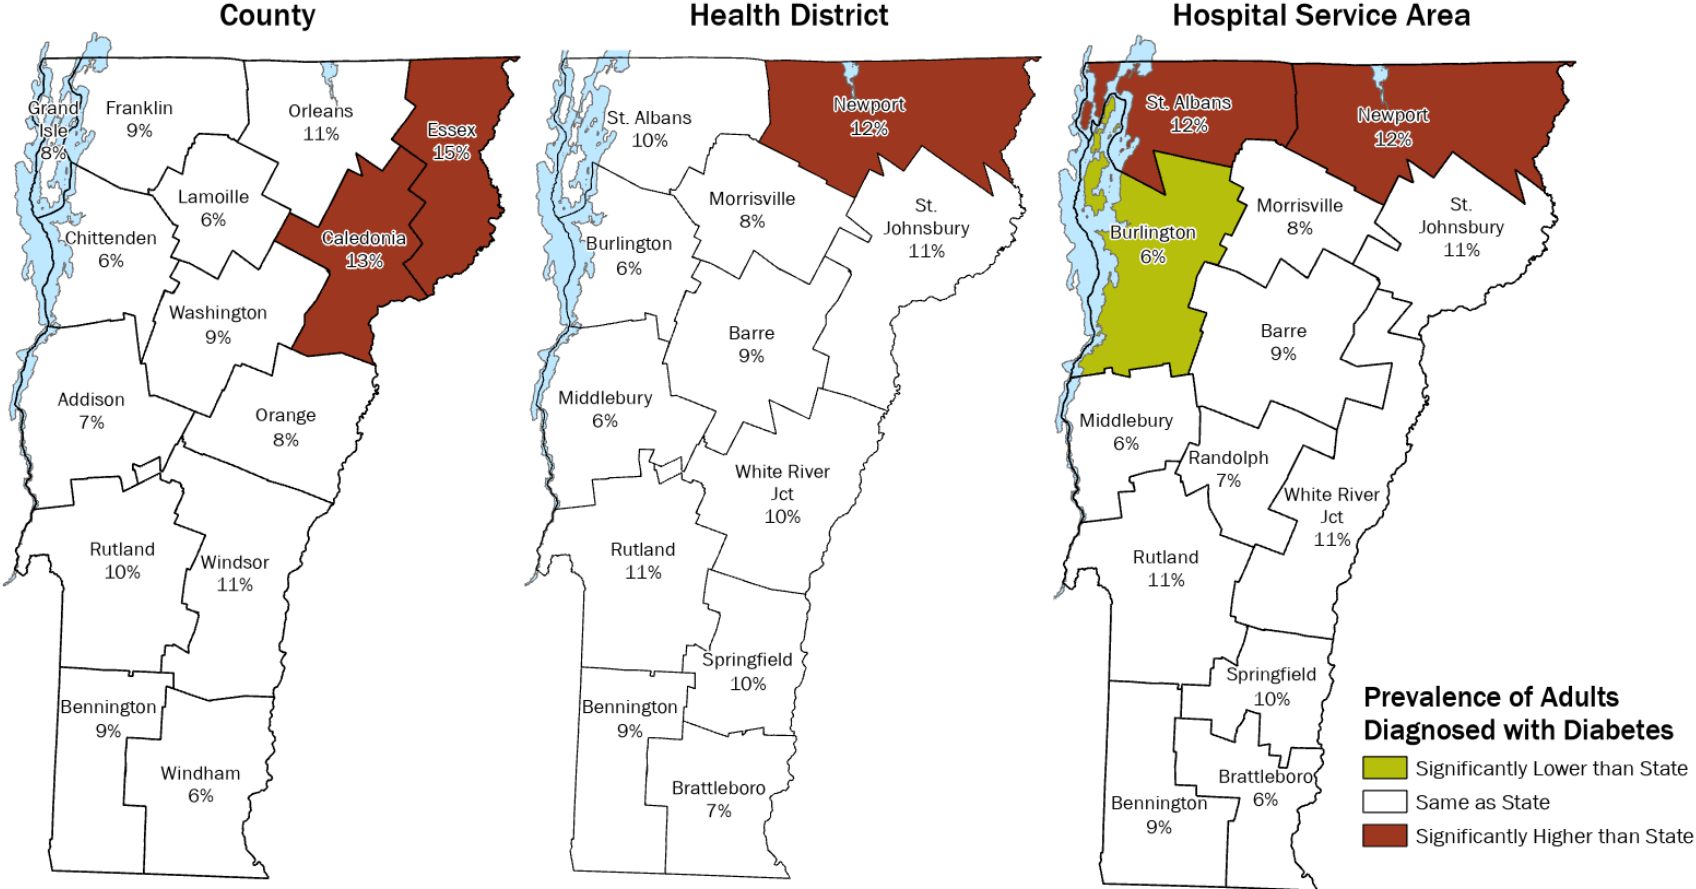 County
Grand
Isle
8%
Franklin
9%
Orleans
11%
Essex
15%
Lamoille
6%
Chittenden
6%
Caledonia
13%
Washington
9%
Addison
7%
Orange
8%
Rutland
10%
Windsor
11%
Bennington
9%
Windham
6%
Health District
St. Albans
10%
Newport
12%
Morrisville
8%
St.
Johnsbury
11%
Burlington
6%
Barre
9%
Middlebury
6%
White River
Jct
10%
Rutland
11%
Springfield
10%
Bennington
9%
Brattleboro
7%
Hospital Service Area
St. Albans
12%
Newport
12%
Morrisville
8%
St.
Johnsbury
11%
Burlington
6%
Barre
9%
Middlebury
6%
Randolph
7%
White River
Jct
11%
Rutland
11%
Springfield
10%
Brattleboro
6%
Bennington
9%
Prevalence of Adults
Diagnosed with Diabetes
Significantly Lower than State
Same as State
Significantly Higher than State